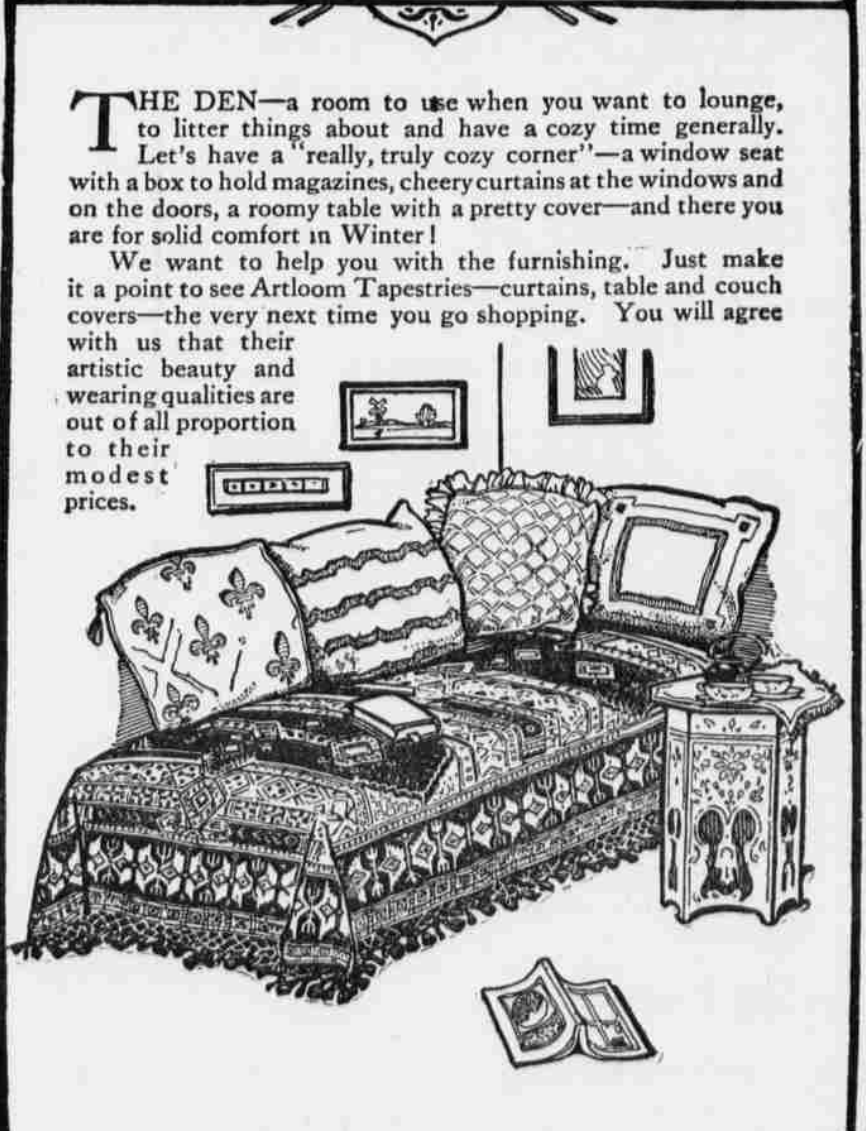 THE DEN—a room to use when you want to lounge,
to litter things about and have a cozy time generally.
Let's have a "really, truly cozy corner"—a window seat
with a box to hold magazines, cheery curtains at the windows and
on the doors, a roomy table with a pretty cover—and there you
are for solid comfort in Winter!
We want to help you with the furnishing. Just make
it a point to see Artloom Tapestries—curtains, table and couch
covers—the very next time you go shopping. You will agree
with us that their
artistic beauty and
wearing qualities are
out of all proportion
to their
modest
prices.